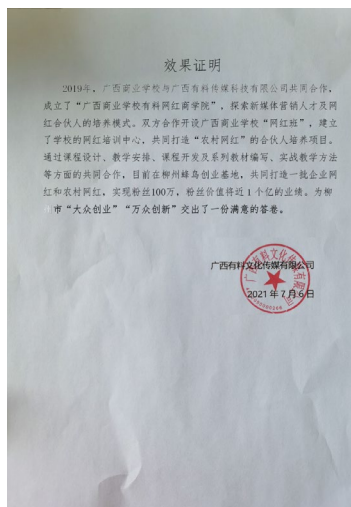 效果证明
2019年，广西商业学校与广西有料传媒科技有限公司共同合作，
成立了“广西商业学校有料网红商学院”。探索新媒体营销人才及网
红合伙人的培养模式。双方合作开设广西商业学校“网红班”，建立
了学校的网红培训中心，共同打造“农村网红”的合伙人培养项目。
通过课程设计、教学安排、课程开发及系列教材编写、实战教学方法
等方面的共同合作，目前在柳州蜂鸟创业基地，共同打造一批企业网
红和农村网红。实现粉丝100万，粉丝价值将近1个亿的业绩。为柳
市“大众创业”“万众创新”交出了一份满意的答卷。
广西有料文化传媒有限公司
2021年7月6日
广西有料文化传媒有限公司